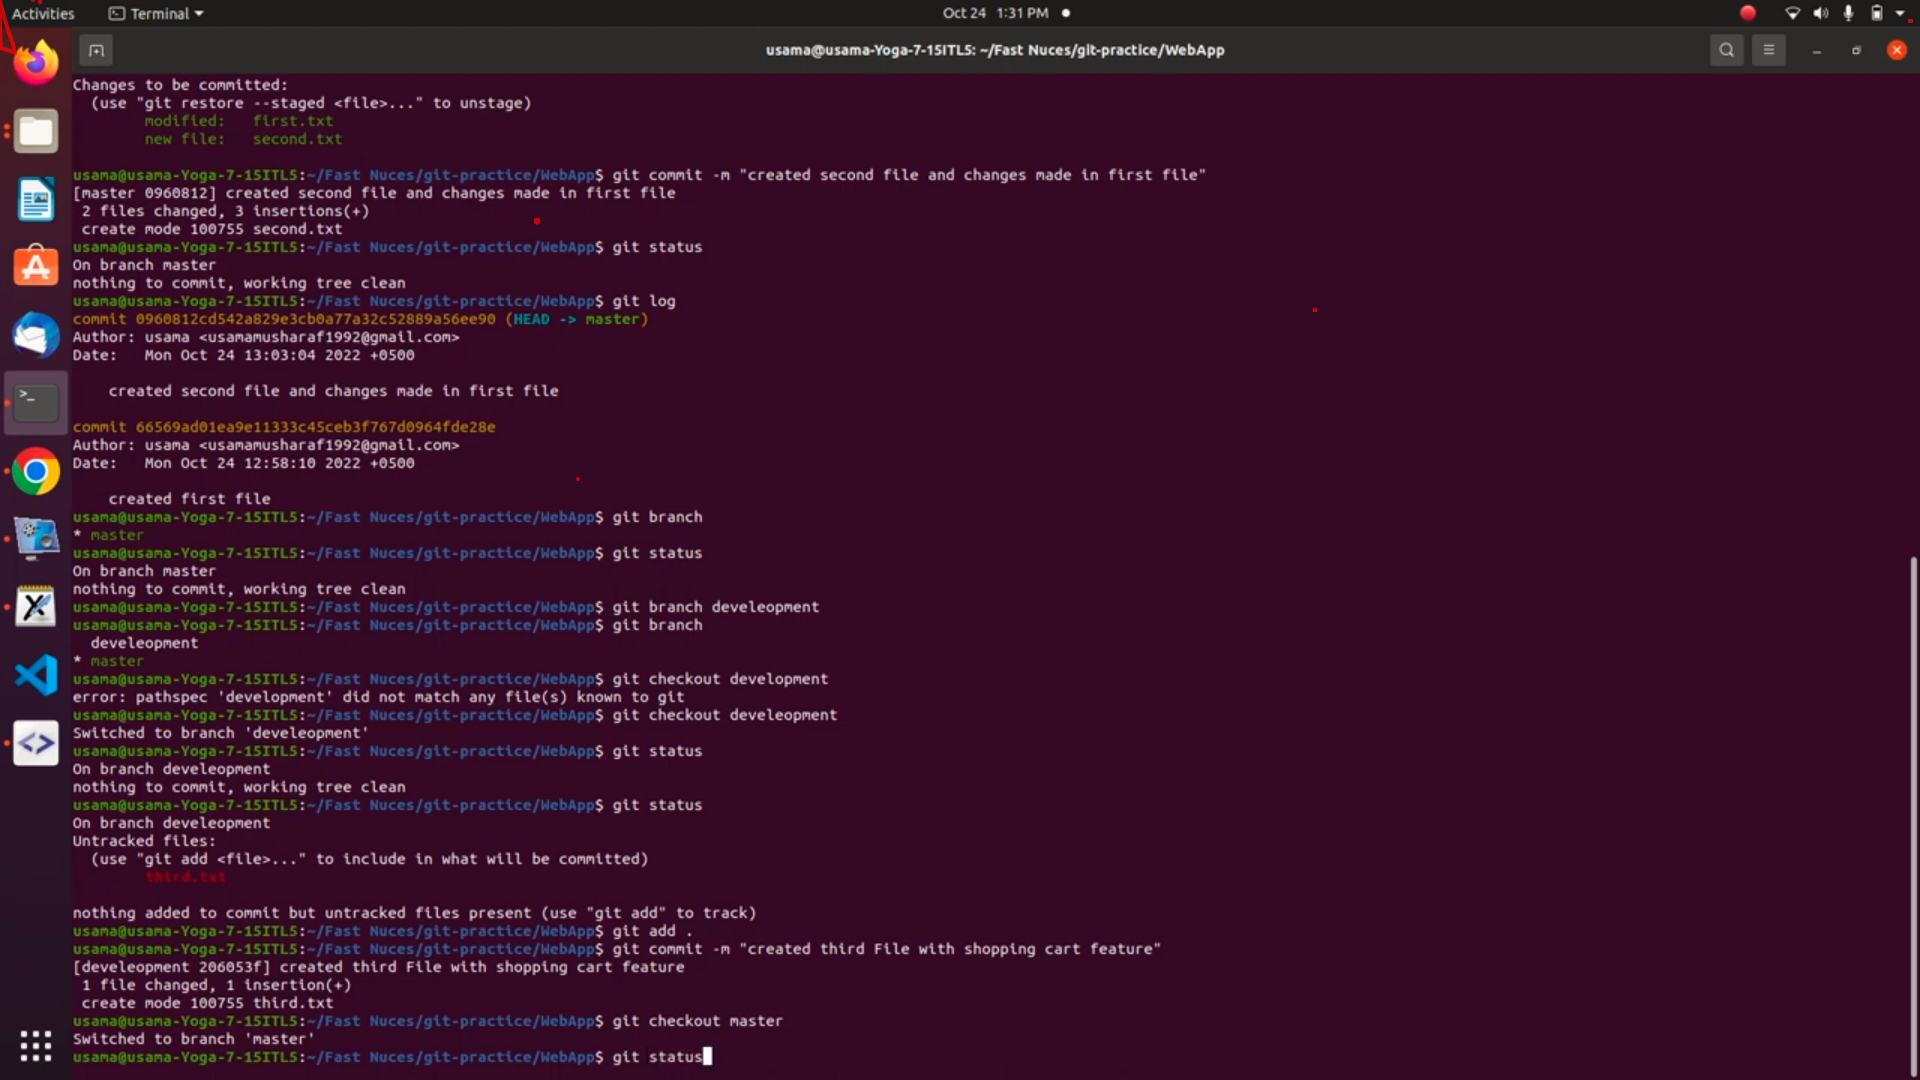 Activities
Terminal
Oct 24 1:31 PM
usama@usama-Yoga-7-15ITL5: ~/Fast Nuces/git-practice/WebApp
Changes to be committed:
  (use "git restore --staged <file>..." to unstage)
        modified:   first.txt
        new file:   second.txt
usama@usama-Yoga-7-15ITL5:~/Fast Nuces/git-practice/WebApp$ git commit -m "created second file and changes made in first file"
[master 0960812] created second file and changes made in first file
 2 files changed, 3 insertions(+)
 create mode 100755 second.txt
usama@usama-Yoga-7-15ITL5:~/Fast Nuces/git-practice/WebApp$ git status
On branch master
nothing to commit, working tree clean
usama@usama-Yoga-7-15ITL5:~/Fast Nuces/git-practice/WebApp$ git log
commit 0960812cd542a829e3cb0a77a32c52889a56ee90 (HEAD -> master)
Author: usama <usamamusharaf1992@gmail.com>
Date:   Mon Oct 24 13:03:04 2022 +0500
    created second file and changes made in first file
commit 66569ad01ea9e11333c45ceb3f767d0964fde28e
Author: usama <usamamusharaf1992@gmail.com>
Date:   Mon Oct 24 12:58:10 2022 +0500
    created first file
usama@usama-Yoga-7-15ITL5:~/Fast Nuces/git-practice/WebApp$ git branch
* master
usama@usama-Yoga-7-15ITL5:~/Fast Nuces/git-practice/WebApp$ git status
On branch master
nothing to commit, working tree clean
usama@usama-Yoga-7-15ITL5:~/Fast Nuces/git-practice/WebApp$ git branch develeopment
usama@usama-Yoga-7-15ITL5:~/Fast Nuces/git-practice/WebApp$ git branch
  develeopment
* master
usama@usama-Yoga-7-15ITL5:~/Fast Nuces/git-practice/WebApp$ git checkout development
error: pathspec 'development' did not match any file(s) known to git
usama@usama-Yoga-7-15ITL5:~/Fast Nuces/git-practice/WebApp$ git checkout develeopment
Switched to branch 'develeopment'
usama@usama-Yoga-7-15ITL5:~/Fast Nuces/git-practice/WebApp$ git status
On branch develeopment
nothing to commit, working tree clean
usama@usama-Yoga-7-15ITL5:~/Fast Nuces/git-practice/WebApp$ git status
On branch develeopment
Untracked files:
  (use "git add <file>..." to include in what will be committed)
        third.txt
nothing added to commit but untracked files present (use "git add" to track)
usama@usama-Yoga-7-15ITL5:~/Fast Nuces/git-practice/WebApp$ git add .
usama@usama-Yoga-7-15ITL5:~/Fast Nuces/git-practice/WebApp$ git commit -m "created third File with shopping cart feature"
[develeopment 206053f] created third File with shopping cart feature
 1 file changed, 1 insertion(+)
 create mode 100755 third.txt
usama@usama-Yoga-7-15ITL5:~/Fast Nuces/git-practice/WebApp$ git checkout master
Switched to branch 'master'
usama@usama-Yoga-7-15ITL5:~/Fast Nuces/git-practice/WebApp$ git status